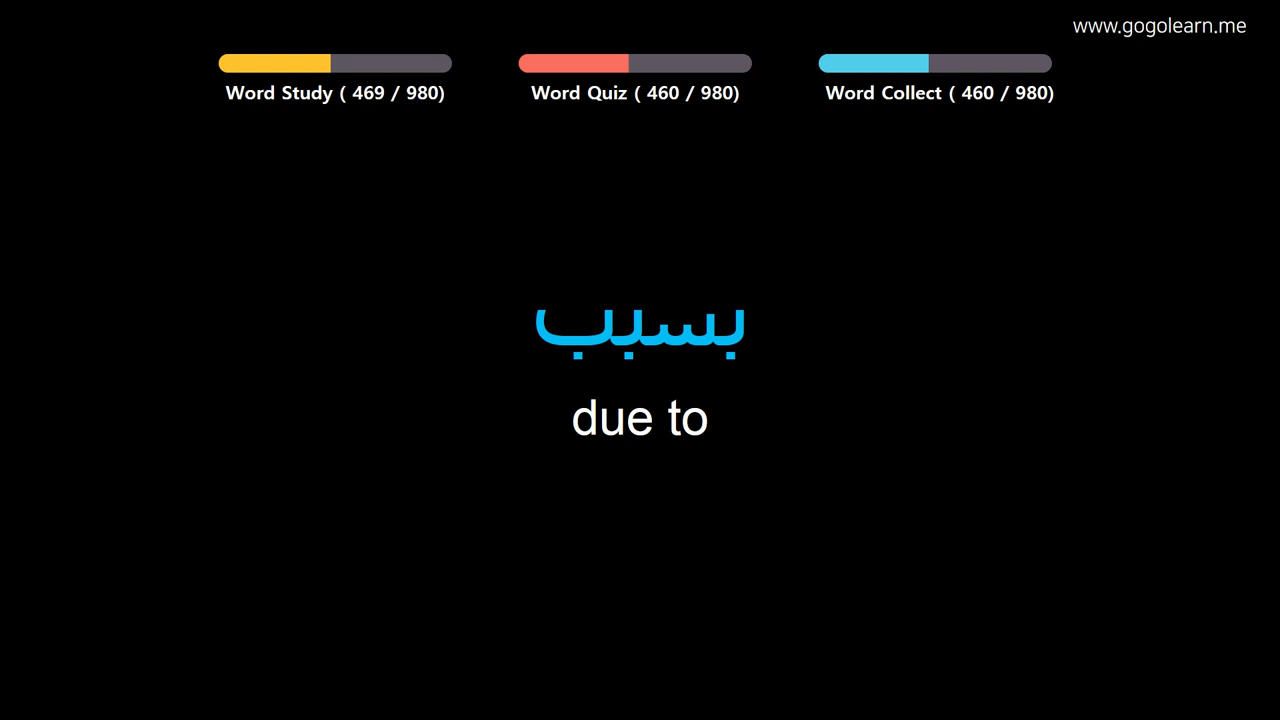 www.gogolearn.me
Word Study ( 469 / 980)
Word Quiz ( 460 / 980)
Word Collect ( 460 / 980)
بسبب
due to